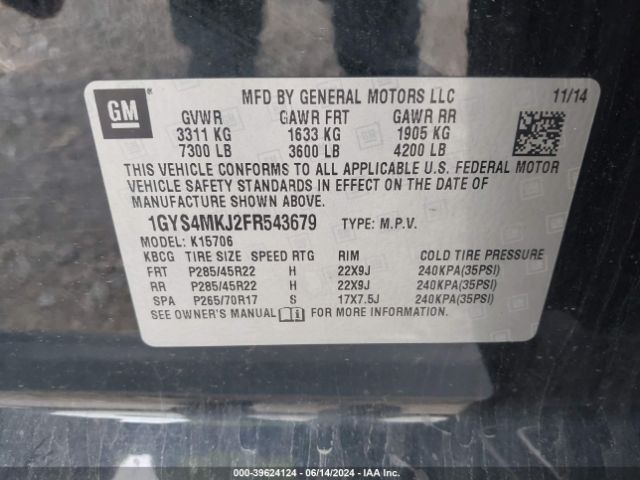 GM
MFD BY GENERAL MOTORS LLC 11/14
GVWR GAWR FRT GAWR RR
3311 KG 1633 KG 1905 KG
7300 LB 3600 LB 4200 LB
THIS VEHICLE CONFORMS TO ALL APPLICABLE U.S. FEDERAL MOTOR
VEHICLE SAFETY STANDARDS IN EFFECT ON THE DATE OF
MANUFACTURE SHOWN ABOVE.
1GYS4MKJ2FR543679 TYPE: M.P.V.
MODEL: K15706
KBCG TIRE SIZE SPEED RTG RIM COLD TIRE PRESSURE
FRT P285/45R22 H 22X9J 240KPA(35PSI)
RR P285/45R22 H 22X9J 240KPA(35PSI)
SPA P265/70R17 S 17X7.5J 240KPA(35PSI)
SEE OWNER'S MANUAL FOR MORE INFORMATION.
000-39624124 - 06/14/2024 - IAA Inc.